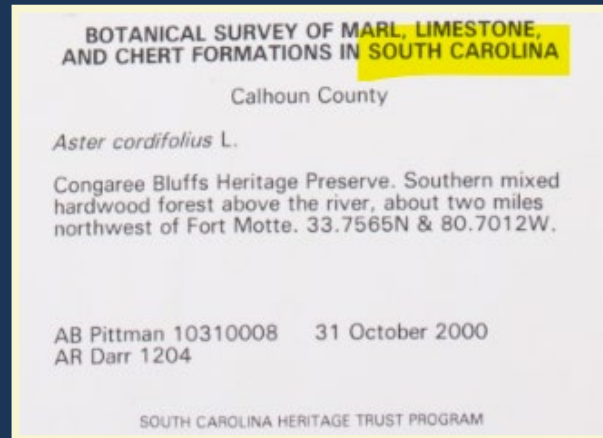 BOTANICAL SURVEY OF MARL, LIMESTONE,
AND CHERT FORMATIONS IN SOUTH CAROLINA
Calhoun County
Aster cordifolius L.
Congaree Bluffs Heritage Preserve. Southern mixed
hardwood forest above the river, about two miles
northwest of Fort Motte. 33.7565N & 80.7012W.
AB Pittman 10310008 31 October 2000
AR Darr 1204
SOUTH CAROLINA HERITAGE TRUST PROGRAM